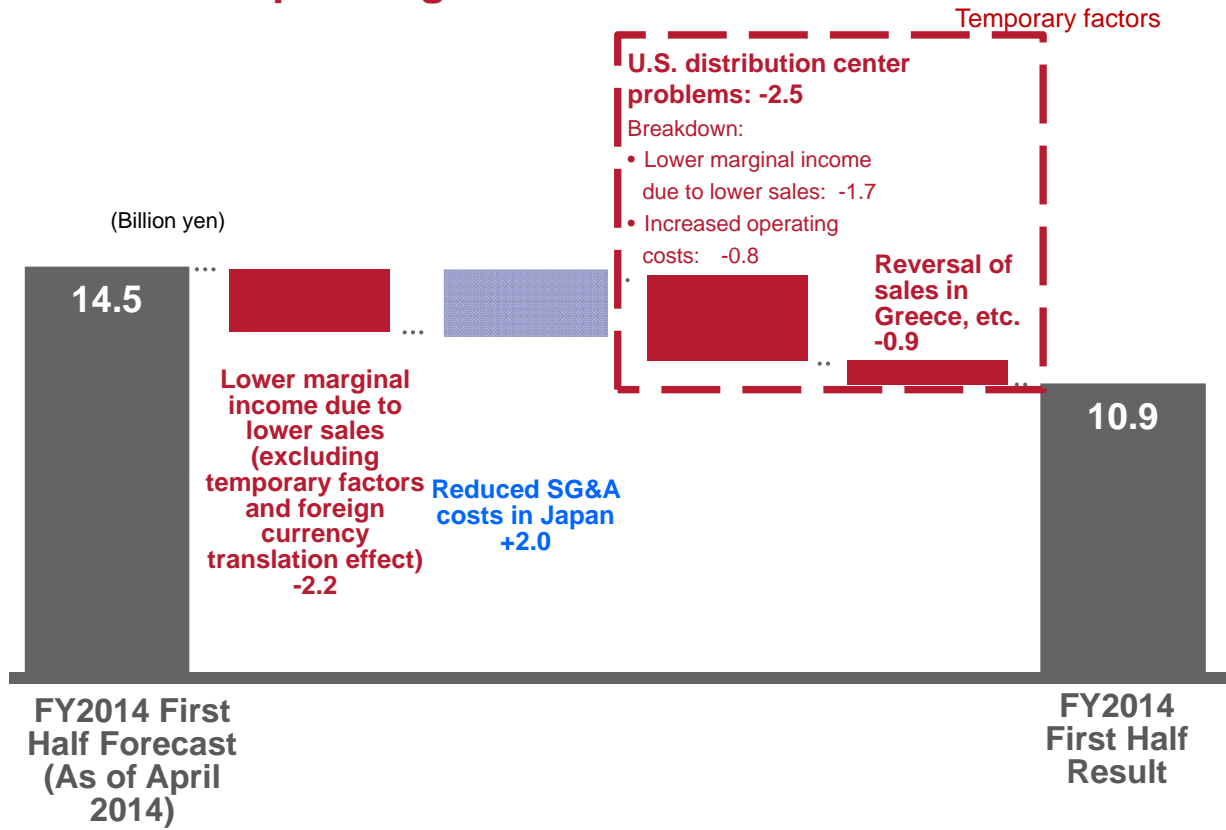 Temporary factors
U.S. distribution center
problems: -2.5
Breakdown:
• Lower marginal income
due to lower sales: -1.7
• Increased operating
costs: -0.8
(Billion yen)
Reversal of
sales in
Greece, etc.
-0.9
14.5
Lower marginal
income due to
lower sales
(excluding
temporary factors
and foreign
currency
translation effect)
-2.2
Reduced SG&A
costs in Japan
+2.0
10.9
FY2014 First
Half Forecast
(As of April
2014)
FY2014
First Half
Result